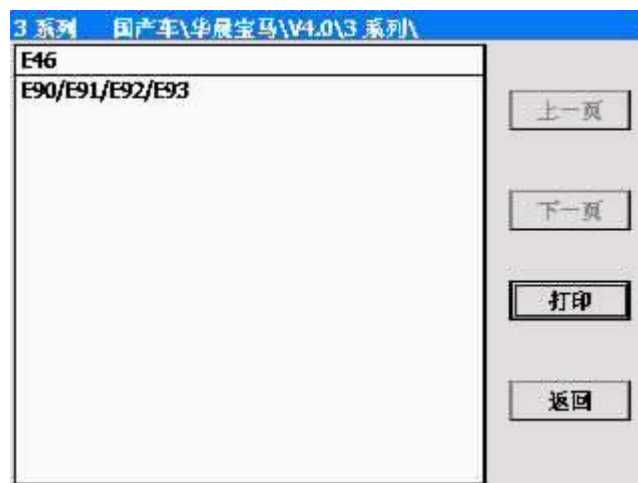 3 系列 国产车\华晨宝马\V4.0\3 系列\
E46
E90/E91/E92/E93
上一页
下一页
打印
返回